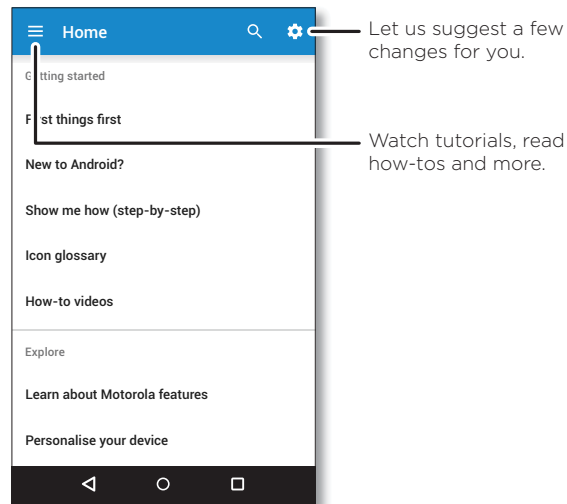 Home
Let us suggest a few
changes for you.
Getting started
First things first
Watch tutorials, read
how-tos and more.
New to Android?
Show me how (step-by-step)
Icon glossary
How-to videos
Explore
Learn about Motorola features
Personalise your device